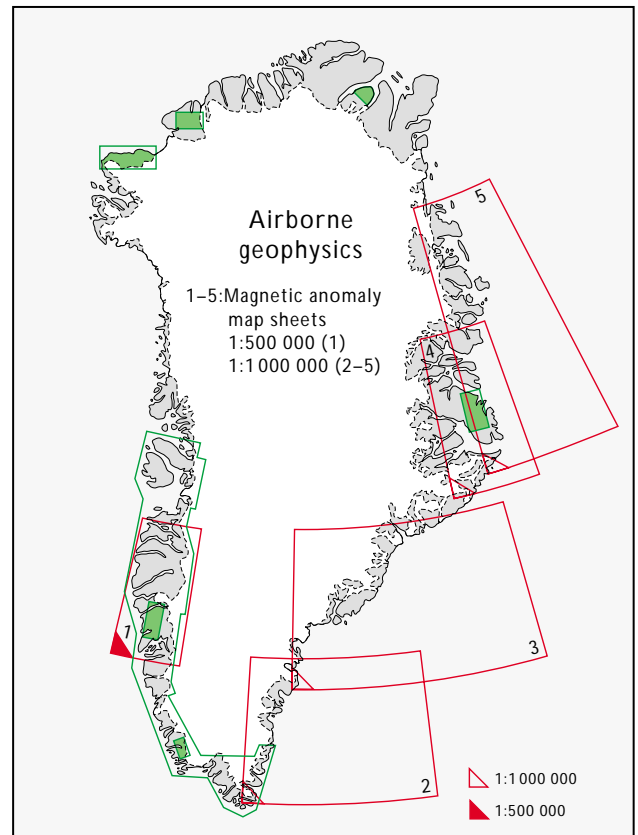 Airborne
geophysics
1–5:Magnetic anomaly
map sheets
1:500 000 (1)
1:1 000 000 (2–5)
5
4
1
3
2
1:1 000 000
1:500 000